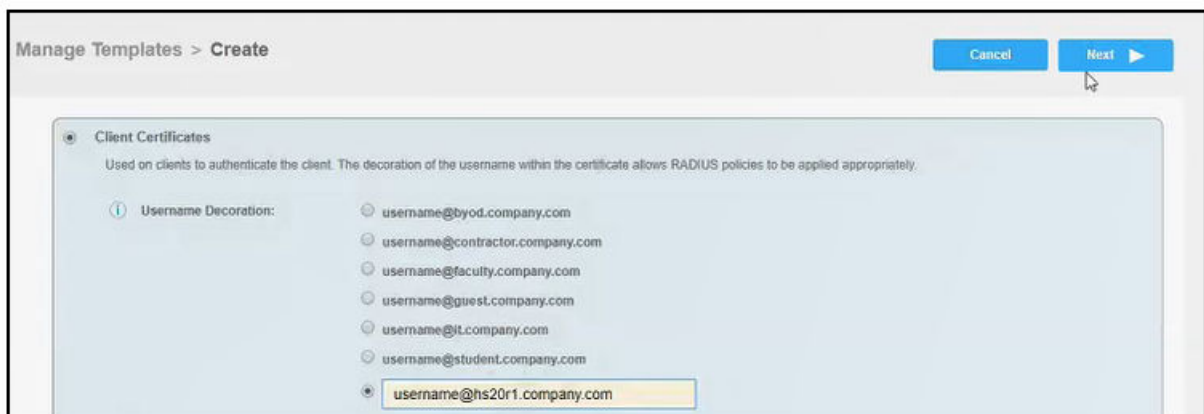 Manage Templates > Create
Cancel
Next
Client Certificates
Used on clients to authenticate the client. The decoration of the username within the certificate allows RADIUS policies to be applied appropriately.
Username Decoration:
username@byod.company.com
username@contractor.company.com
username@faculty.company.com
username@guest.company.com
username@it.company.com
username@student.company.com
username@hs20r1.company.com